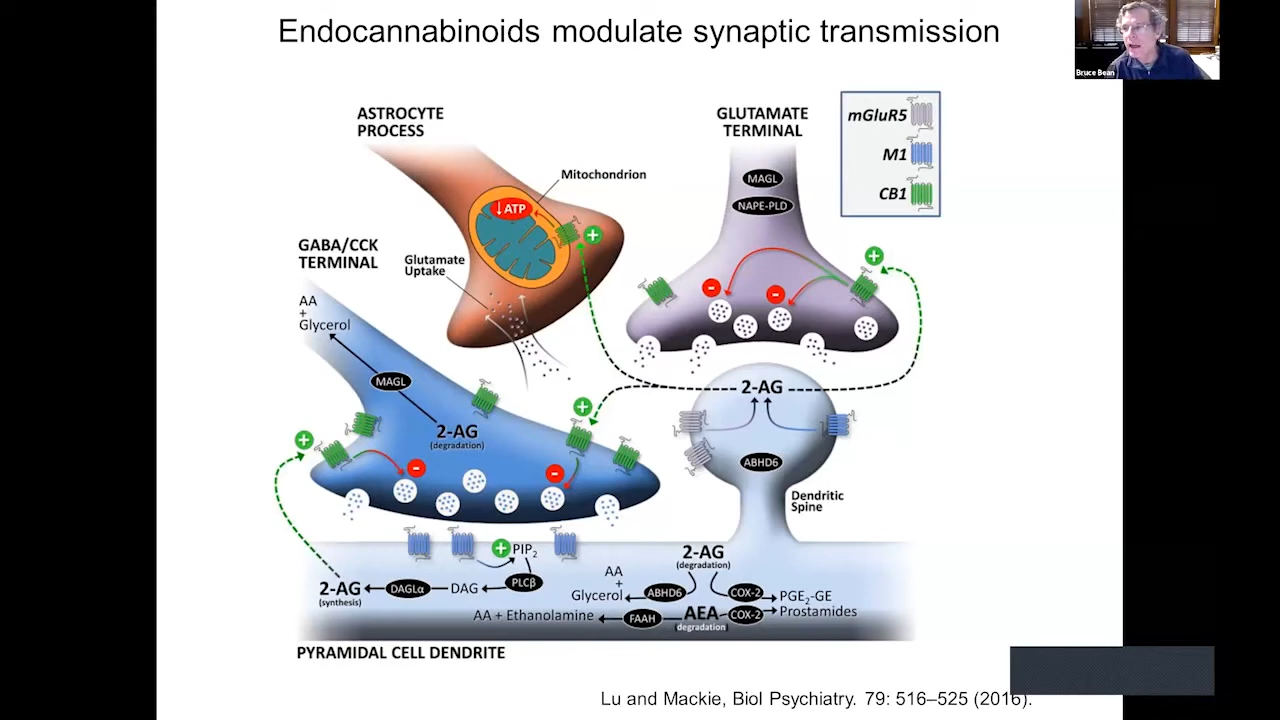 Endocannabinoids modulate synaptic transmission
Bruce Bean
ASTROCYTE
PROCESS
GLUTAMATE
TERMINAL
mGluR5
M1
CB1
Mitochondrion
MAGL
NAPE-PLD
↓ATP
+
+
GABA/CCK
TERMINAL
Glutamate
Uptake
-
-
AA
+
Glycerol
MAGL
2-AG
+
2-AG
(degradation)
+
-
-
ABHD6
Dendritic
Spine
+
PIP2
2-AG
(degradation)
AA
+
Glycerol
ABHD6
COX-2
PGE2-GE
2-AG
(synthesis)
DAGLα
DAG
PLCβ
AA + Ethanolamine
FAAH
AEA
degradation
COX-2
Prostamides
PYRAMIDAL CELL DENDRITE
Lu and Mackie, Biol Psychiatry. 79: 516–525 (2016).